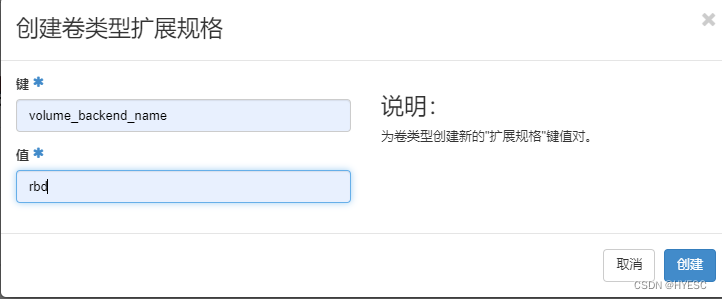 创建卷类型扩展规格
×
键 *
volume_backend_name
值 *
rbd
说明：
为卷类型创建新的"扩展规格"键值对。
取消
创建
CSDN @HYESC